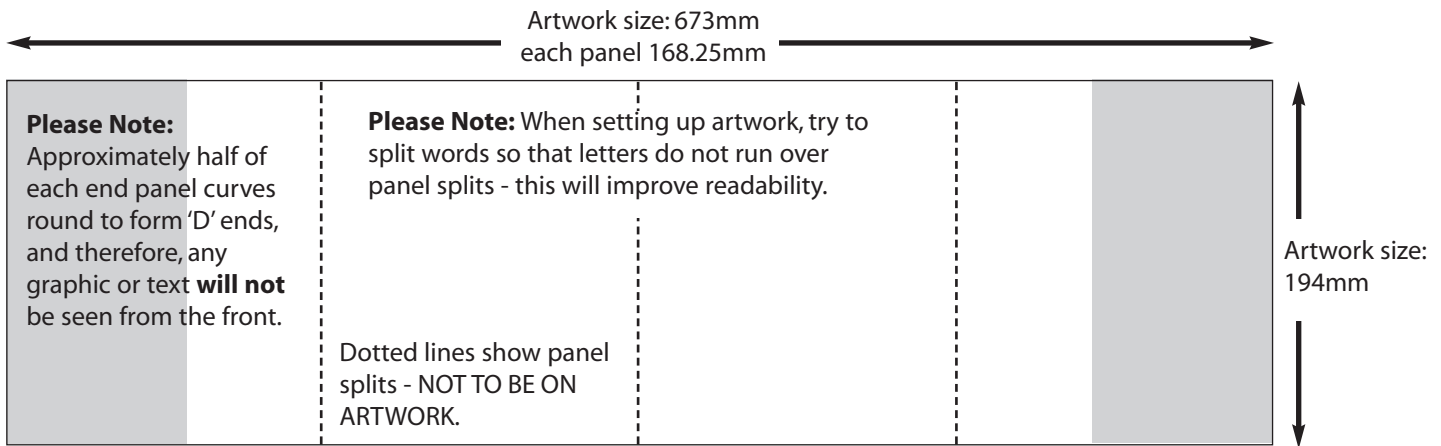 Artwork size: 673mm
each panel 168.25mm
Please Note:
Approximately half of
each end panel curves
round to form 'D' ends,
and therefore, any
graphic or text will not
be seen from the front.
Please Note: When setting up artwork, try to
split words so that letters do not run over
panel splits - this will improve readability.
Dotted lines show panel
splits - NOT TO BE ON
ARTWORK.
Artwork size:
194mm